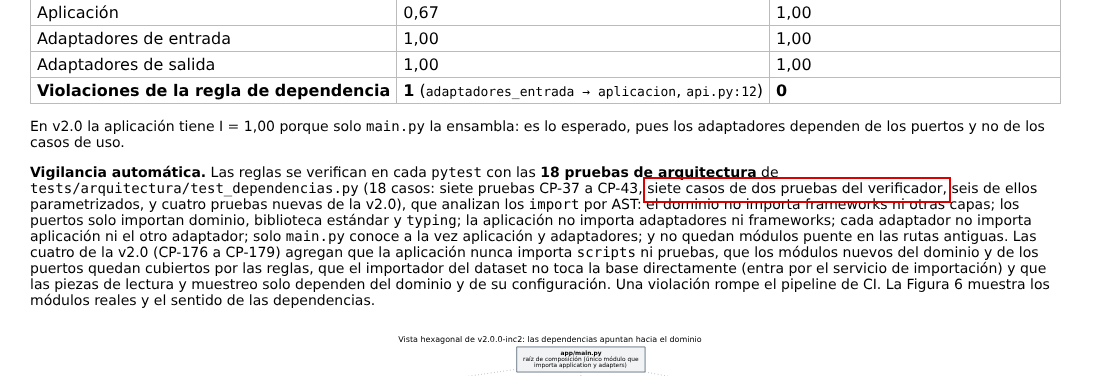 Aplicación 0,67 1,00
Adaptadores de entrada 1,00 1,00
Adaptadores de salida 1,00 1,00
Violaciones de la regla de dependencia 1 (adaptadores_entrada → aplicacion, api.py:12) 0
En v2.0 la aplicación tiene I = 1,00 porque solo main.py la ensambla: es lo esperado, pues los adaptadores dependen de los puertos y no de los
casos de uso.
Vigilancia automática. Las reglas se verifican en cada pytest con las 18 pruebas de arquitectura de
tests/arquitectura/test_dependencias.py (18 casos: siete pruebas CP-37 a CP-43, siete casos de dos pruebas del verificador, seis de ellos
parametrizados, y cuatro pruebas nuevas de la v2.0), que analizan los import por AST: el dominio no importa frameworks ni otras capas; los
puertos solo importan dominio, biblioteca estándar y typing; la aplicación no importa adaptadores ni frameworks; cada adaptador no importa
aplicación ni el otro adaptador; solo main.py conoce a la vez aplicación y adaptadores; y no quedan módulos puente en las rutas antiguas. Las
cuatro de la v2.0 (CP-176 a CP-179) agregan que la aplicación nunca importa scripts ni pruebas, que los módulos nuevos del dominio y de los
puertos quedan cubiertos por las reglas, que el importador del dataset no toca la base directamente (entra por el servicio de importación) y que
las piezas de lectura y muestreo solo dependen del dominio y de su configuración. Una violación rompe el pipeline de CI. La Figura 6 muestra los
módulos reales y el sentido de las dependencias.
Vista hexagonal de v2.0.0-inc2: las dependencias apuntan hacia el dominio
app/main.py
raíz de composición (único módulo que
importa application y adapters)